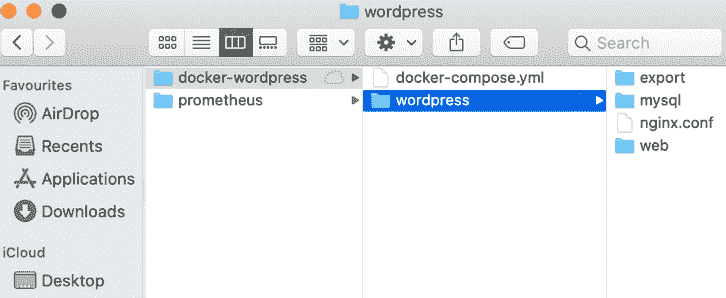 wordpress
Search
Favourites
AirDrop
Recents
Applications
Downloads
iCloud
Desktop
docker-wordpress
prometheus
docker-compose.yml
wordpress
export
mysql
nginx.conf
web